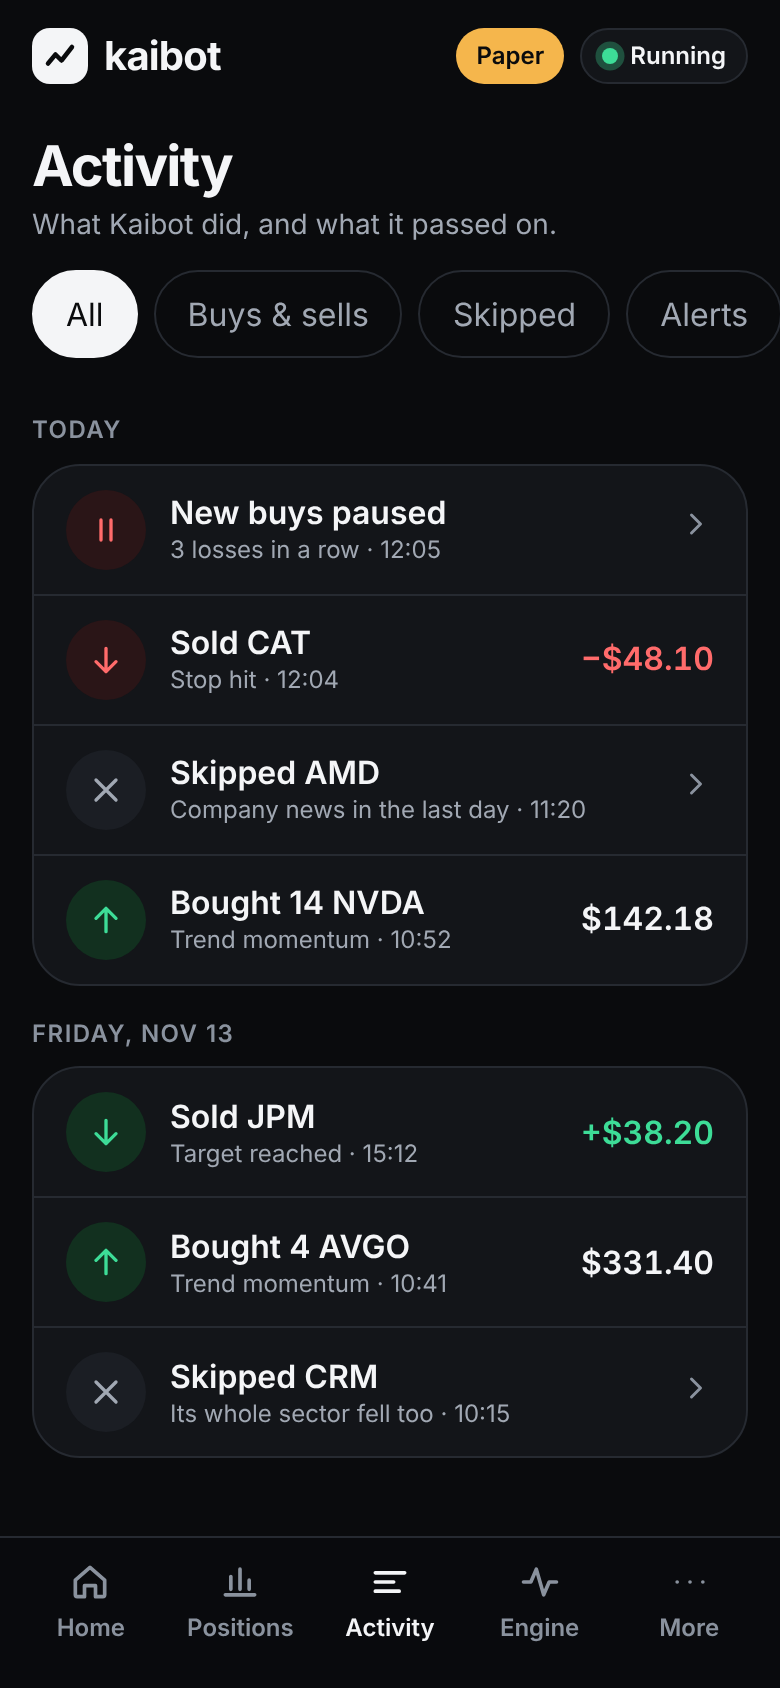 kaibot
Paper
Running
Activity
What Kaibot did, and what it passed on.
All
Buys & sells
Skipped
Alerts
TODAY
New buys paused
3 losses in a row · 12:05
Sold CAT
Stop hit · 12:04
−$48.10
Skipped AMD
Company news in the last day · 11:20
Bought 14 NVDA
Trend momentum · 10:52
$142.18
FRIDAY, NOV 13
Sold JPM
Target reached · 15:12
+$38.20
Bought 4 AVGO
Trend momentum · 10:41
$331.40
Skipped CRM
Its whole sector fell too · 10:15
Home
Positions
Activity
Engine
More